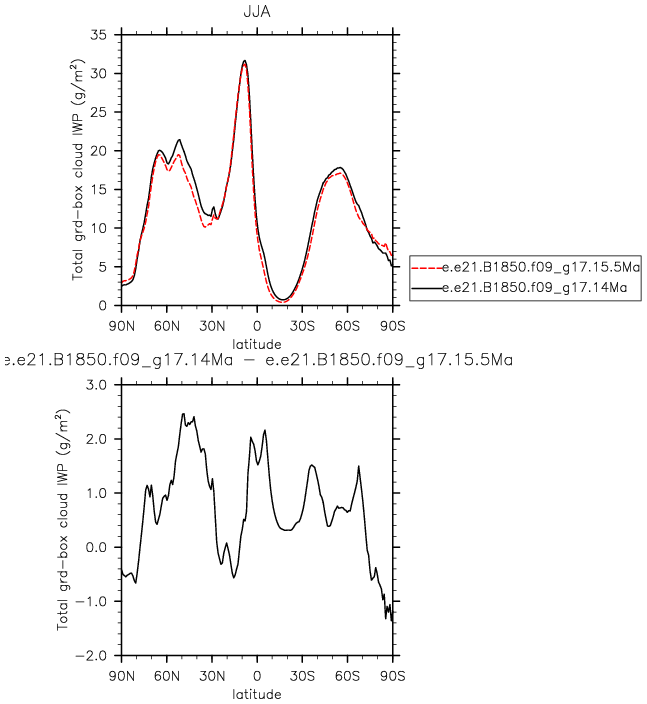 JJA
Total grd-box cloud IWP (g/m²)
35
30
25
20
15
10
5
0
90N 60N 30N 0 30S 60S 90S
latitude
e.e21.B1850.f09_g17.15.5Ma
e.e21.B1850.f09_g17.14Ma
e.e21.B1850.f09_g17.14Ma - e.e21.B1850.f09_g17.15.5Ma
Total grd-box cloud IWP (g/m²)
3.0
2.0
1.0
0.0
-1.0
-2.0
90N 60N 30N 0 30S 60S 90S
latitude